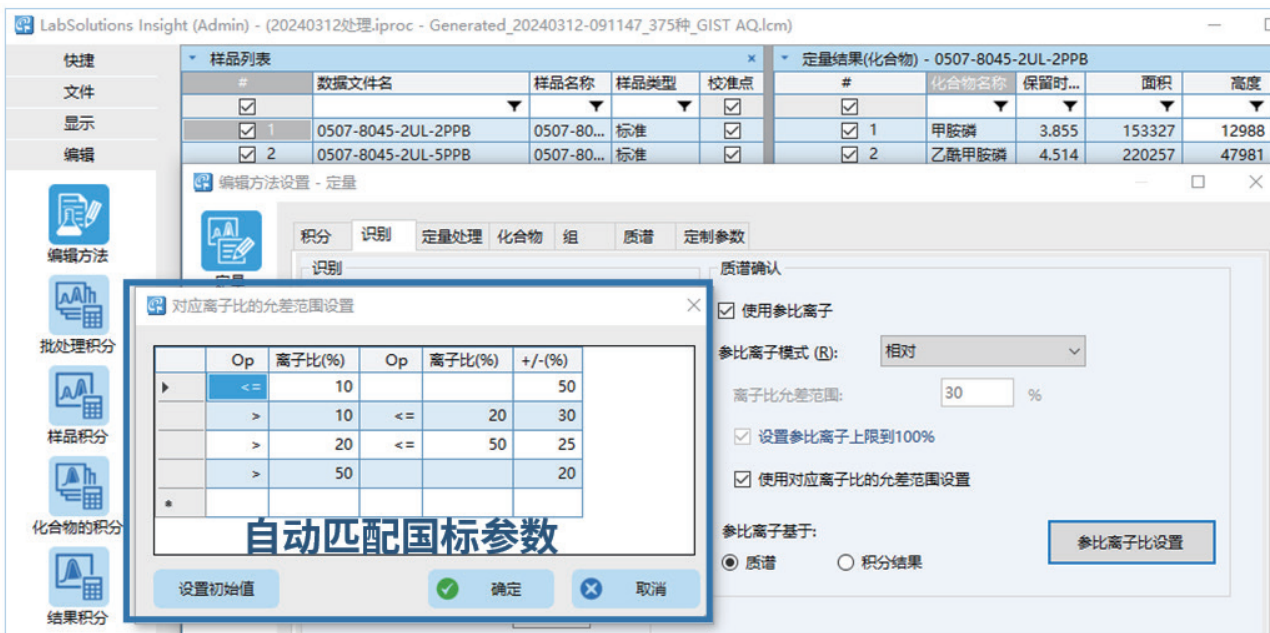 LabSolutions Insight (Admin) - (20240312处理.iproc - Generated_20240312-091147_375种_GIST AQ.lcm)
快捷
文件
显示
编辑
编辑方法
批处理积分
样品积分
化合物的积分
结果积分
样品列表
# 数据文件名 样品名称 样品类型 校准点
1 0507-8045-2UL-2PPB 0507-80... 标准
2 0507-8045-2UL-5PPB 0507-80... 标准
定量结果(化合物) - 0507-8045-2UL-2PPB
# 化合物名称 保留时... 面积 高度
1 甲胺磷 3.855 153327 12988
2 乙酰甲胺磷 4.514 220257 47981
编辑方法设置 - 定量
积分 识别 定量处理 化合物 组 质谱 定制参数
识别
质谱确认
使用参比离子
参比离子模式 (R): 相对
离子比允差范围: 30 %
设置参比离子上限到100%
使用对应离子比的允差范围设置
参比离子基于:
质谱 积分结果
参比离子比设置
对应离子比的允差范围设置
Op 离子比(%) Op 离子比(%) +/-(%)
<= 10 50
> 10 <= 20 30
> 20 <= 50 25
> 50 20
自动匹配国标参数
设置初始值 确定 取消